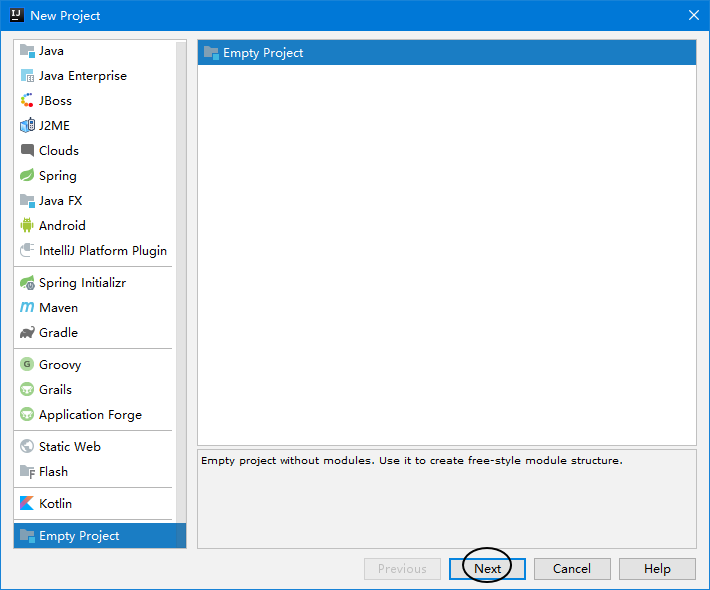 New Project
Java
Java Enterprise
JBoss
J2ME
Clouds
Spring
Java FX
Android
IntelliJ Platform Plugin
Spring Initializr
Maven
Gradle
Groovy
Grails
Application Forge
Static Web
Flash
Kotlin
Empty Project
Empty Project
Empty project without modules. Use it to create free-style module structure.
Previous Next Cancel Help